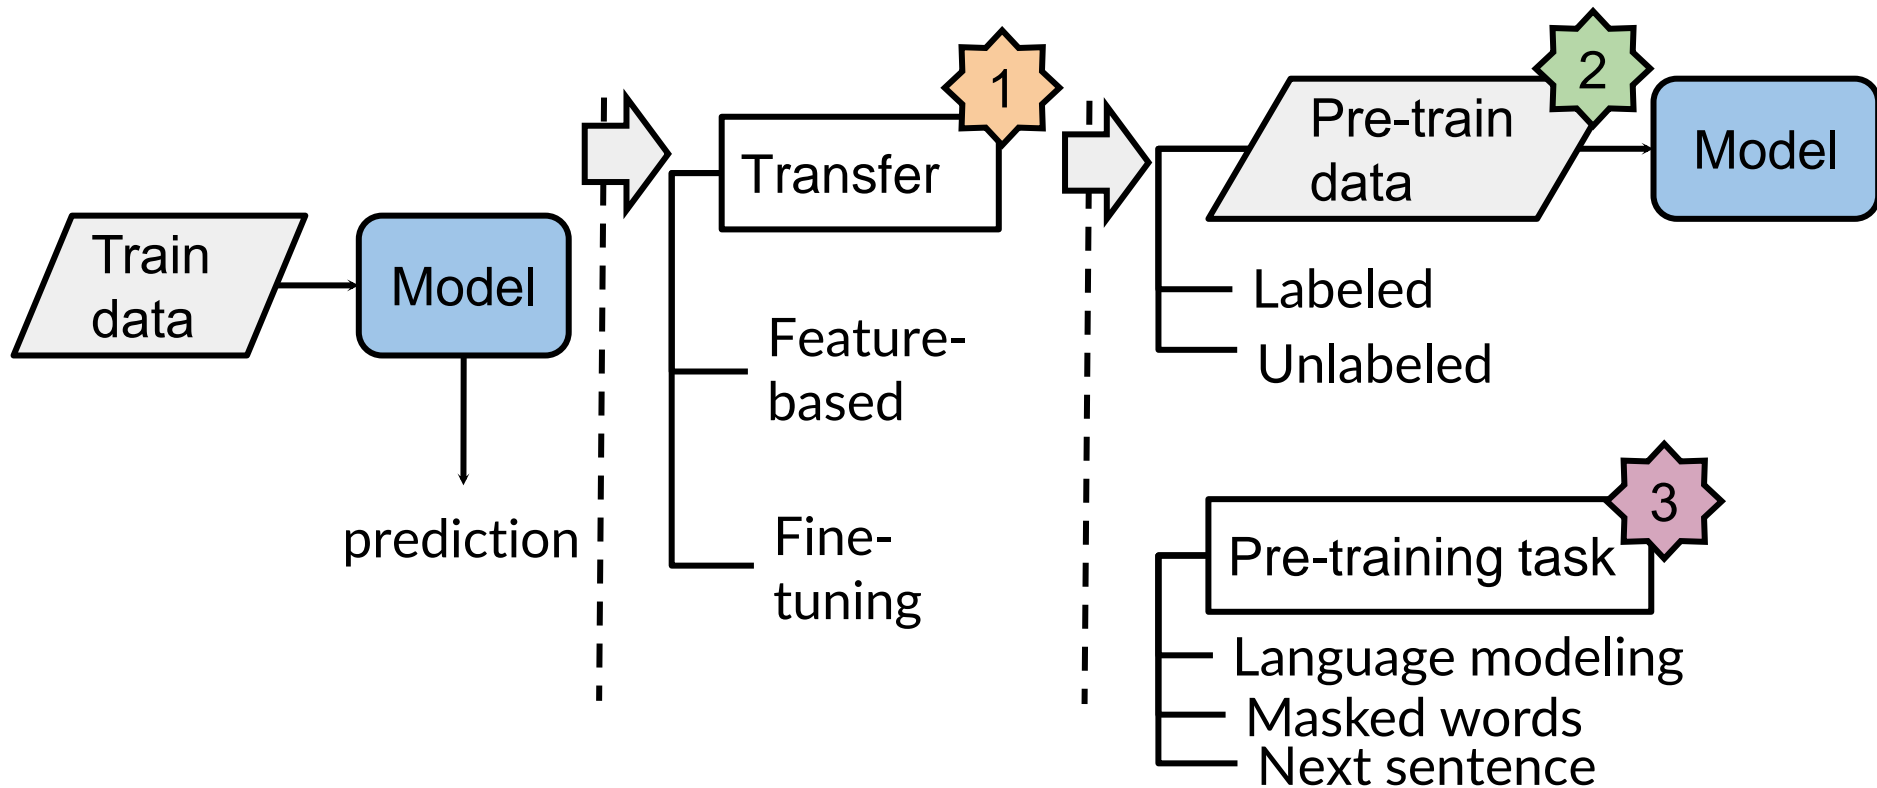 Train
data
Model
prediction
1
Transfer
Feature-
based
Fine-
tuning
2
Pre-train
data
Model
Labeled
Unlabeled
3
Pre-training task
Language modeling
Masked words
Next sentence